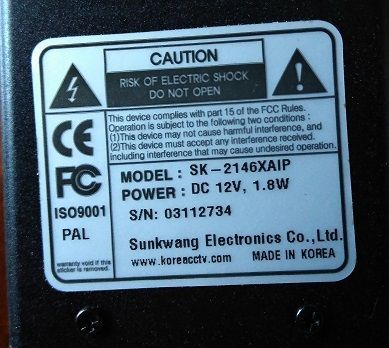 CAUTION
RISK OF ELECTRIC SHOCK
DO NOT OPEN
This device complies with part 15 of the FCC Rules.
Operation is subject to the following two conditions :
(1)This device may not cause harmful interference, and
(2)This device must accept any interference received.
including interference that may cause undesired operation.
CE
FC
ISO9001
PAL
warranty void if this
sticker is removed.
MODEL : SK-2146XAIP
POWER : DC 12V, 1.8W
S/N: 03112734
Sunkwang Electronics Co.,Ltd.
www.koreacctv.com MADE IN KOREA